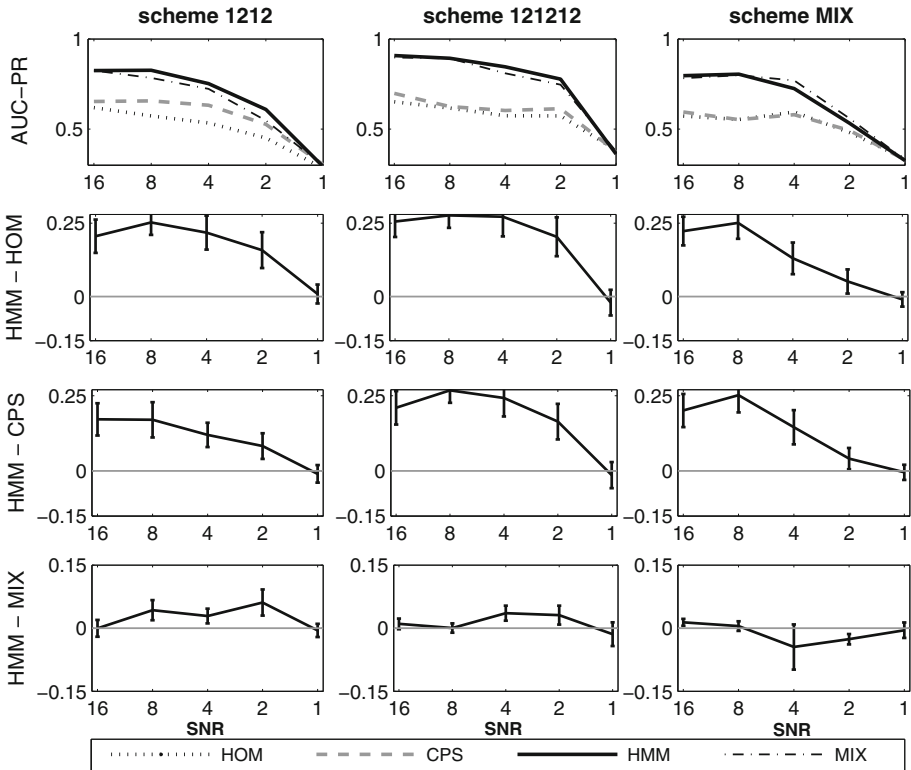 scheme 1212 scheme 121212 scheme MIX
AUC−PR
1 1 1
0.5 0.5 0.5
16 8 4 2 1 16 8 4 2 1 16 8 4 2 1
HMM − HOM
0.25 0.25 0.25
0 0 0
−0.15 −0.15 −0.15
16 8 4 2 1 16 8 4 2 1 16 8 4 2 1
HMM − CPS
0.25 0.25 0.25
0 0 0
−0.15 −0.15 −0.15
16 8 4 2 1 16 8 4 2 1 16 8 4 2 1
HMM − MIX
0.15 0.15 0.15
0 0 0
−0.15 −0.15 −0.15
16 8 4 2 1 16 8 4 2 1 16 8 4 2 1
SNR SNR
HOM CPS HMM MIX